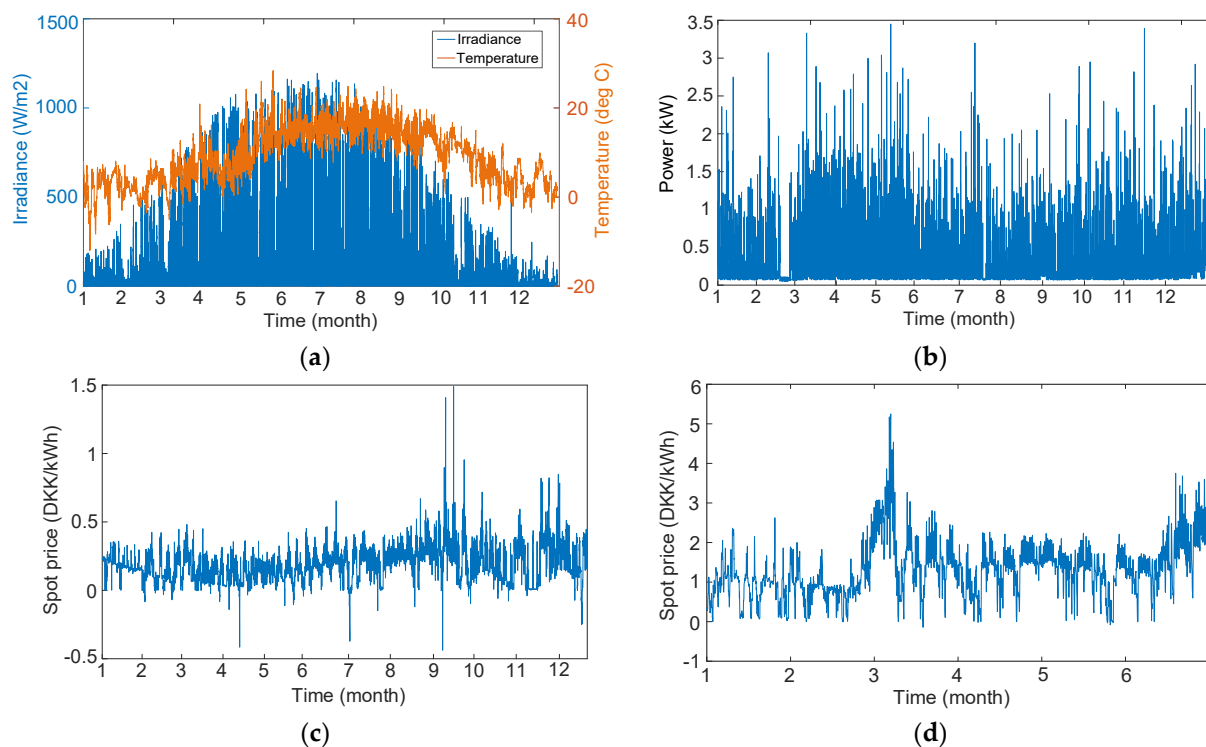 1500
1000
500
0
Irradiance (W/m2)
40
20
0
-20
Temperature (deg C)
Irradiance
Temperature
1 2 3 4 5 6 7 8 9 10 11 12
Time (month)
(a)
3.5
3
2.5
2
1.5
1
0.5
0
Power (kW)
1 2 3 4 5 6 7 8 9 10 11 12
Time (month)
(b)
1.5
1
0.5
0
-0.5
Spot price (DKK/kWh)
1 2 3 4 5 6 7 8 9 10 11 12
Time (month)
(c)
6
5
4
3
2
1
0
-1
Spot price (DKK/kWh)
1 2 3 4 5 6
Time (month)
(d)